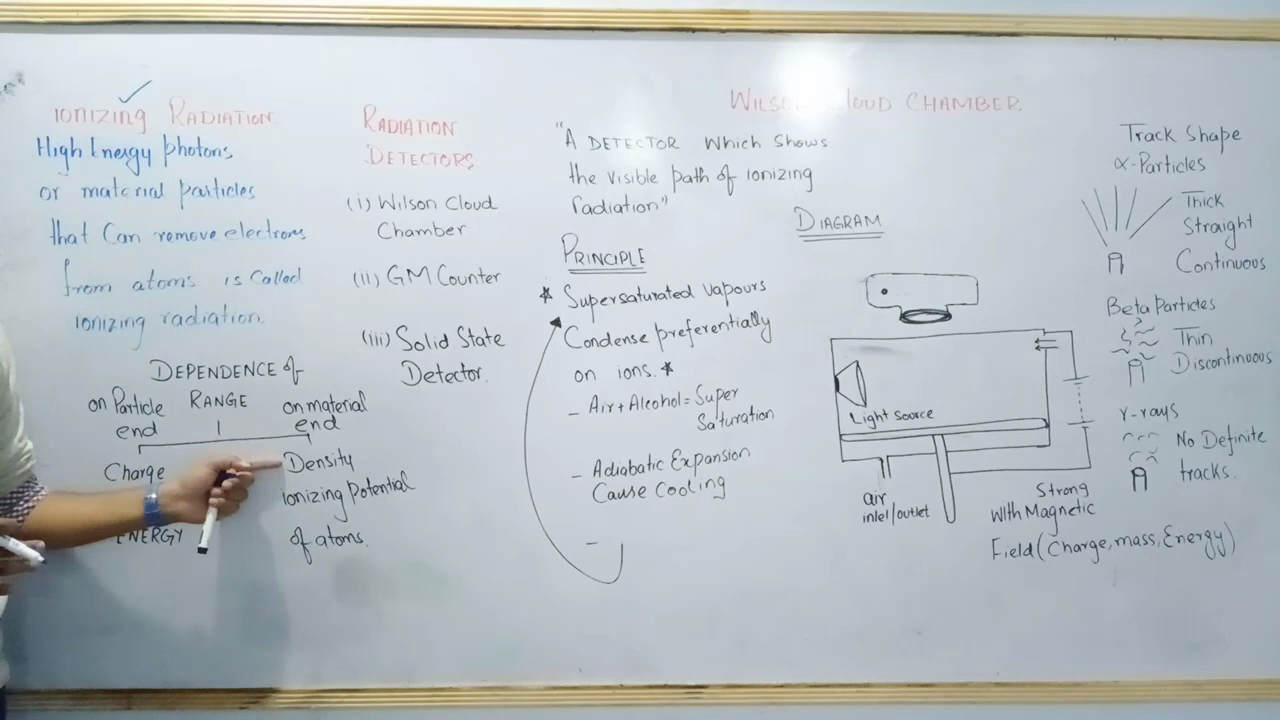 IONIZING RADIATION
High Energy photons
or material particles
that Can remove electrons
from atoms is Called
ionizing radiation.
DEPENDENCE of
RANGE
on Particle
end
on material
end
Charge
ENERGY
Density
ionizing potential
of atoms.
RADIATION
DETECTORS
(i) Wilson Cloud
Chamber
(ii) GM Counter
(iii) Solid State
Detector.
WILSON CLOUD CHAMBER
"A DETECTOR Which Shows
the visible path of ionizing
radiation"
PRINCIPLE
* Supersaturated vapours
Condense preferentially
on ions. *
- Air + Alcohol = Super
Saturation
- Adiabatic Expansion
Cause Cooling
-
DIAGRAM
Light Source
air
inlet/outlet
Strong
With Magnetic
Field (Charge, mass, Energy)
Track Shape
α-Particles
Thick
Straight
Continuous
Beta Particles
Thin
Discontinuous
γ-rays
No Definite
tracks.